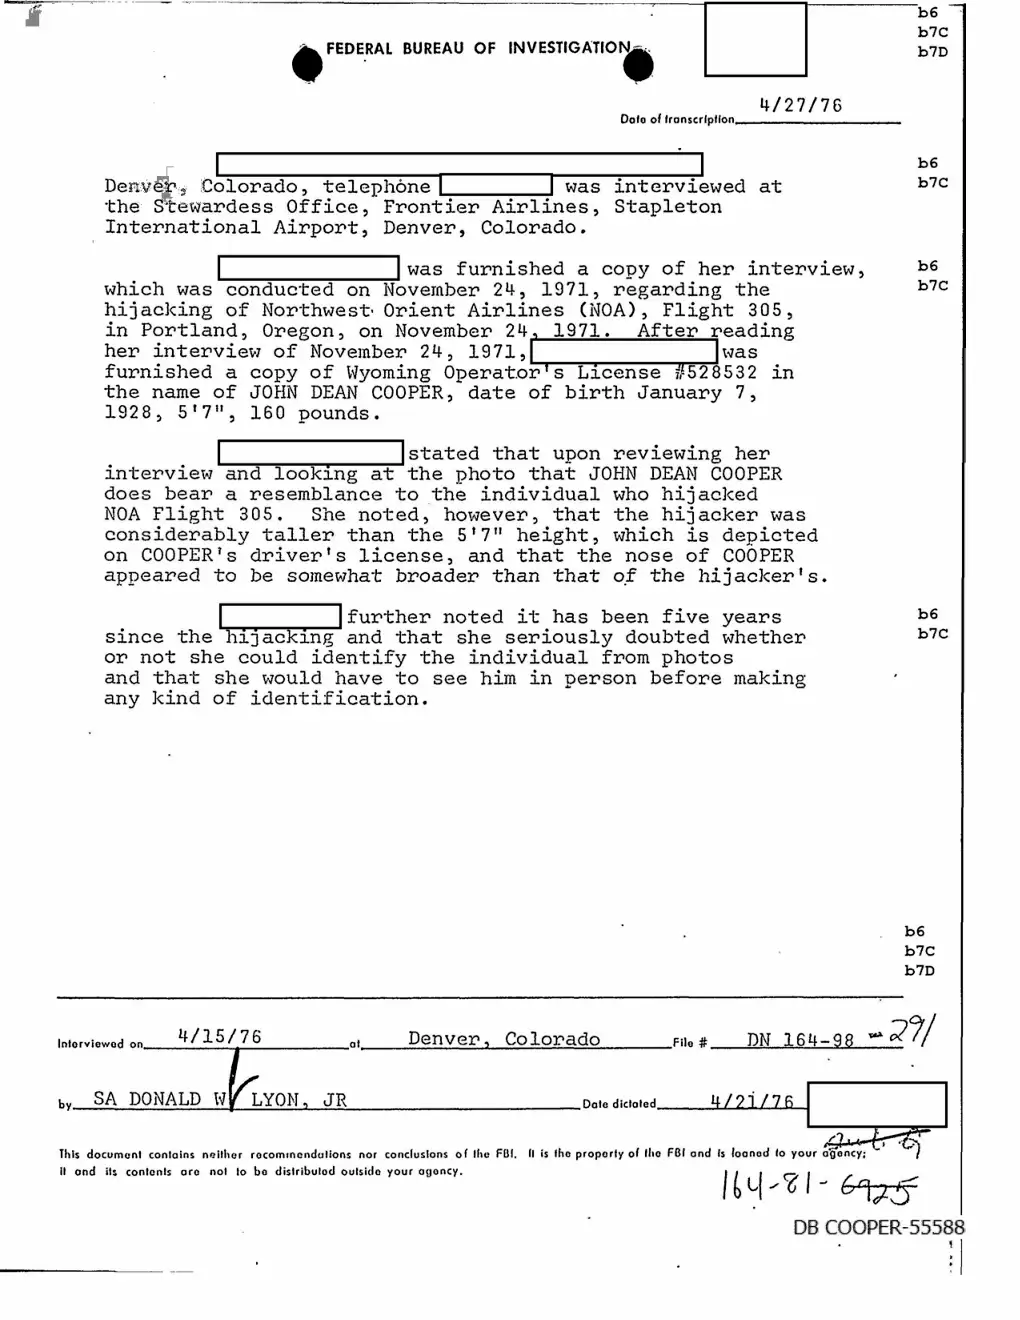 b6
b7C
b7D
FEDERAL BUREAU OF INVESTIGATION
Date of transcription 4/27/76
b6
b7C
Denver, Colorado, telephone was interviewed at
the Stewardess Office, Frontier Airlines, Stapleton
International Airport, Denver, Colorado.
b6
b7C
was furnished a copy of her interview,
which was conducted on November 24, 1971, regarding the
hijacking of Northwest Orient Airlines (NOA), Flight 305,
in Portland, Oregon, on November 24, 1971. After reading
her interview of November 24, 1971, was
furnished a copy of Wyoming Operator's License #528532 in
the name of JOHN DEAN COOPER, date of birth January 7,
1928, 5'7", 160 pounds.
stated that upon reviewing her
interview and looking at the photo that JOHN DEAN COOPER
does bear a resemblance to the individual who hijacked
NOA Flight 305. She noted, however, that the hijacker was
considerably taller than the 5'7" height, which is depicted
on COOPER's driver's license, and that the nose of COOPER
appeared to be somewhat broader than that of the hijacker's.
b6
b7C
further noted it has been five years
since the hijacking and that she seriously doubted whether
or not she could identify the individual from photos
and that she would have to see him in person before making
any kind of identification.
b6
b7C
b7D
Interviewed on 4/15/76 at Denver, Colorado File # DN 164-98 - 291
by SA DONALD W LYON, JR Date dictated 4/21/76
This document contains neither recommendations nor conclusions of the FBI. It is the property of the FBI and is loaned to your agency;
it and its contents are not to be distributed outside your agency.
164-81-6925
DB COOPER-55588